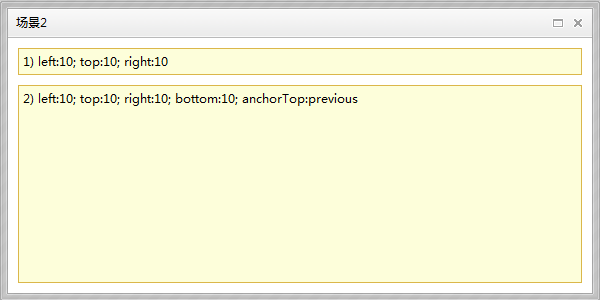 场景2
1) left:10; top:10; right:10
2) left:10; top:10; right:10; bottom:10; anchorTop:previous